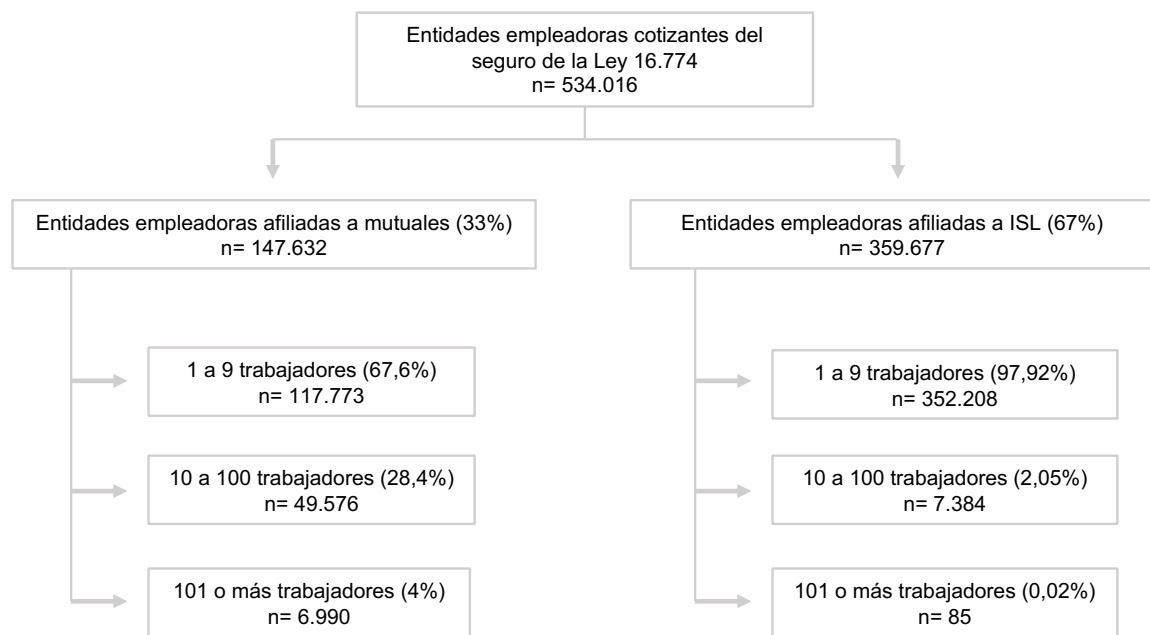 Entidades empleadoras cotizantes del
seguro de la Ley 16.774
n= 534.016
Entidades empleadoras afiliadas a mutuales (33%)
n= 147.632
1 a 9 trabajadores (67,6%)
n= 117.773
10 a 100 trabajadores (28,4%)
n= 49.576
101 o más trabajadores (4%)
n= 6.990
Entidades empleadoras afiliadas a ISL (67%)
n= 359.677
1 a 9 trabajadores (97,92%)
n= 352.208
10 a 100 trabajadores (2,05%)
n= 7.384
101 o más trabajadores (0,02%)
n= 85